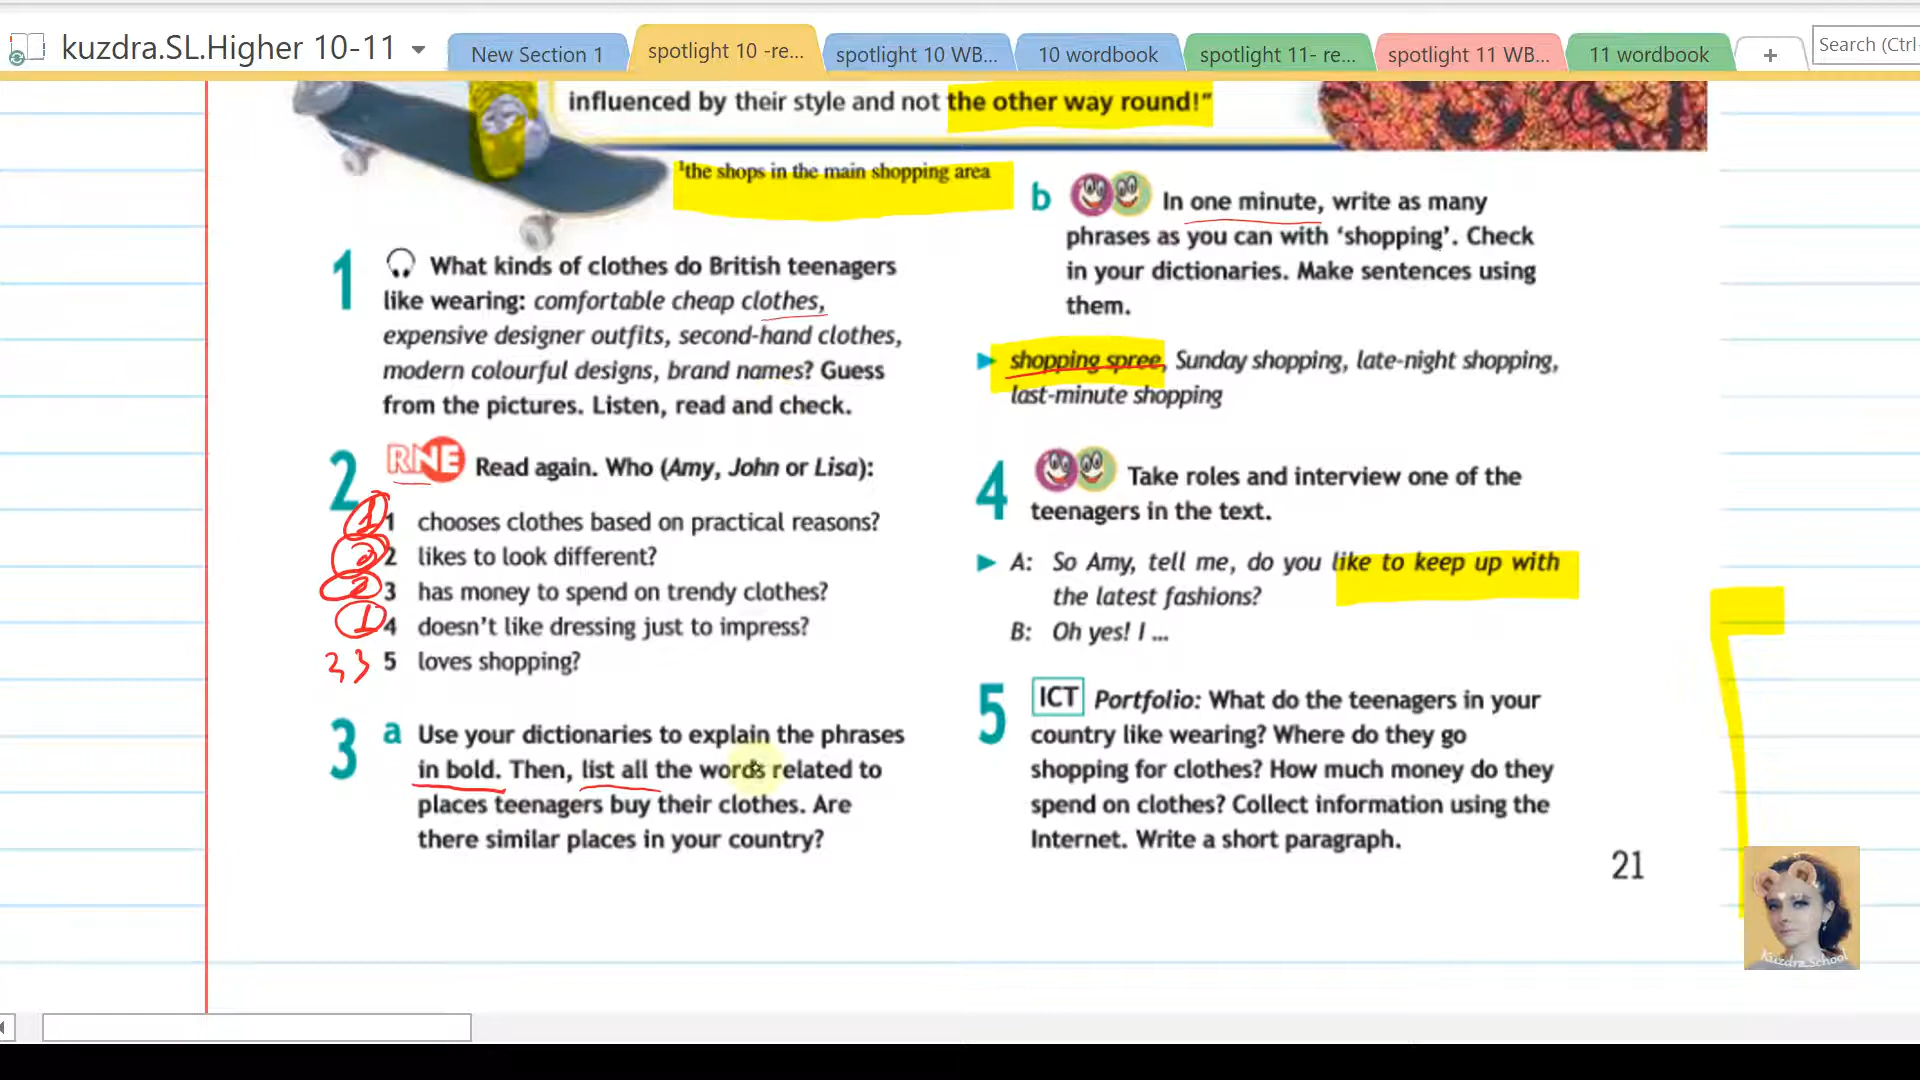 kuzdra.SL.Higher 10-11
New Section 1
spotlight 10 -re...
spotlight 10 WB...
10 wordbook
spotlight 11- re...
spotlight 11 WB...
11 wordbook
+
Search (Ctrl
influenced by their style and not the other way round!"
¹the shops in the main shopping area
1 What kinds of clothes do British teenagers
like wearing: comfortable cheap clothes,
expensive designer outfits, second-hand clothes,
modern colourful designs, brand names? Guess
from the pictures. Listen, read and check.
2 RNE Read again. Who (Amy, John or Lisa):
1 1 chooses clothes based on practical reasons?
2 2 likes to look different?
2 3 has money to spend on trendy clothes?
1 4 doesn't like dressing just to impress?
3 3 5 loves shopping?
3 a Use your dictionaries to explain the phrases
in bold. Then, list all the words related to
places teenagers buy their clothes. Are
there similar places in your country?
b In one minute, write as many
phrases as you can with 'shopping'. Check
in your dictionaries. Make sentences using
them.
shopping spree, Sunday shopping, late-night shopping,
last-minute shopping
4 Take roles and interview one of the
teenagers in the text.
A: So Amy, tell me, do you like to keep up with
the latest fashions?
B: Oh yes! I ...
5 ICT Portfolio: What do the teenagers in your
country like wearing? Where do they go
shopping for clothes? How much money do they
spend on clothes? Collect information using the
Internet. Write a short paragraph.
21
Kuzdra School